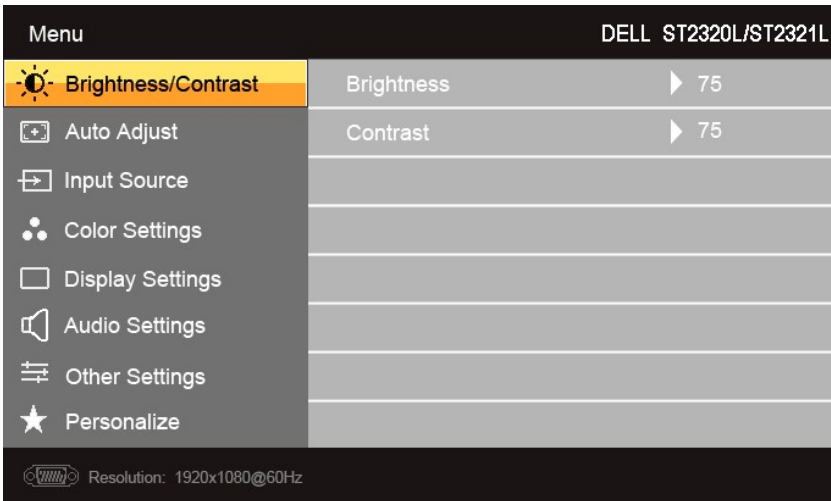 Menu DELL ST2320L/ST2321L
Brightness/Contrast Brightness 75
Auto Adjust Contrast 75
Input Source
Color Settings
Display Settings
Audio Settings
Other Settings
Personalize
Resolution: 1920x1080@60Hz